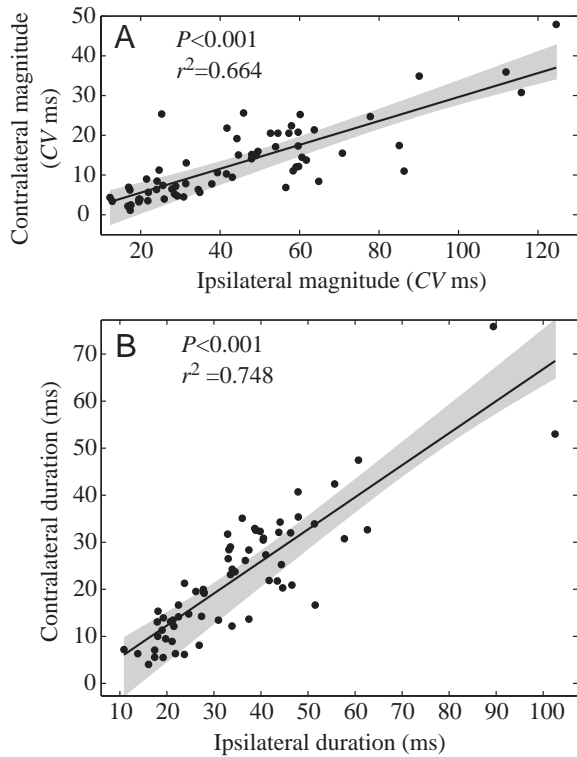 A
P<0.001
r²=0.664
Contralateral magnitude
((CV ms)
50
40
30
20
10
0
20 40 60 80 100 120
Ipsilateral magnitude (CV ms)
B
P<0.001
r² =0.748
Contralateral duration (ms)
70
60
50
40
30
20
10
0
10 20 30 40 50 60 70 80 90 100
Ipsilateral duration (ms)